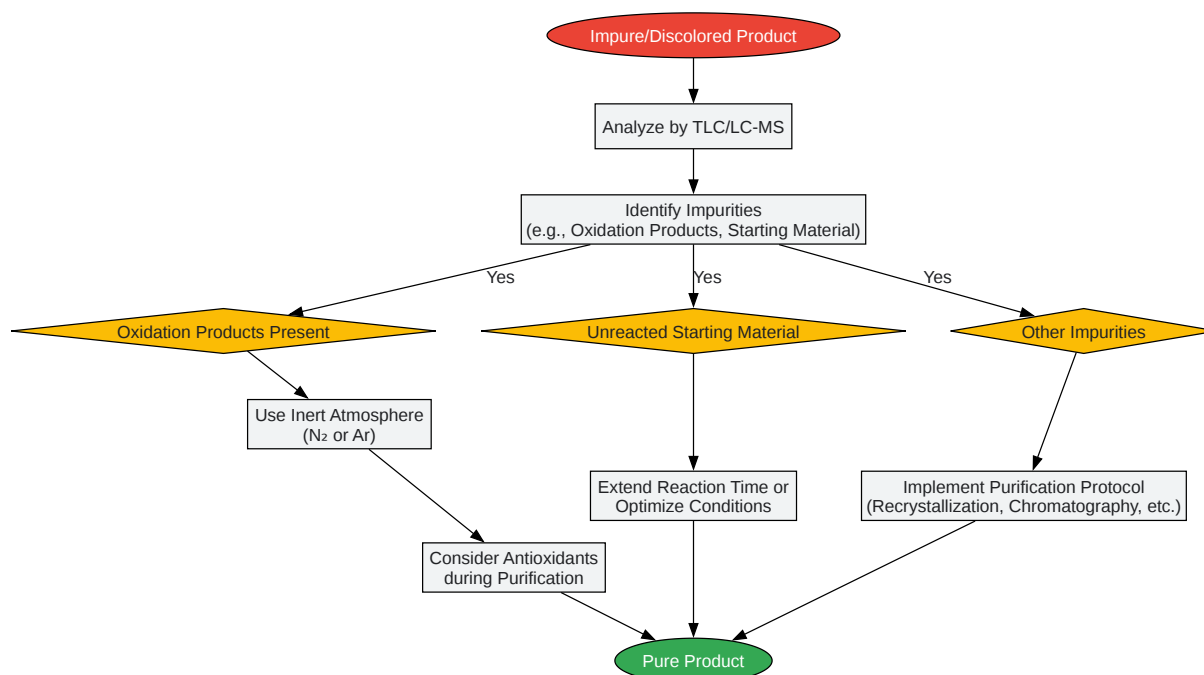 Impure/Discolored Product
Analyze by TLC/LC-MS
Identify Impurities
(e.g., Oxidation Products, Starting Material)
Yes
Yes
Yes
Oxidation Products Present
Unreacted Starting Material
Other Impurities
Use Inert Atmosphere
(N₂ or Ar)
Extend Reaction Time or
Optimize Conditions
Implement Purification Protocol
(Recrystallization, Chromatography, etc.)
Consider Antioxidants
during Purification
Pure Product